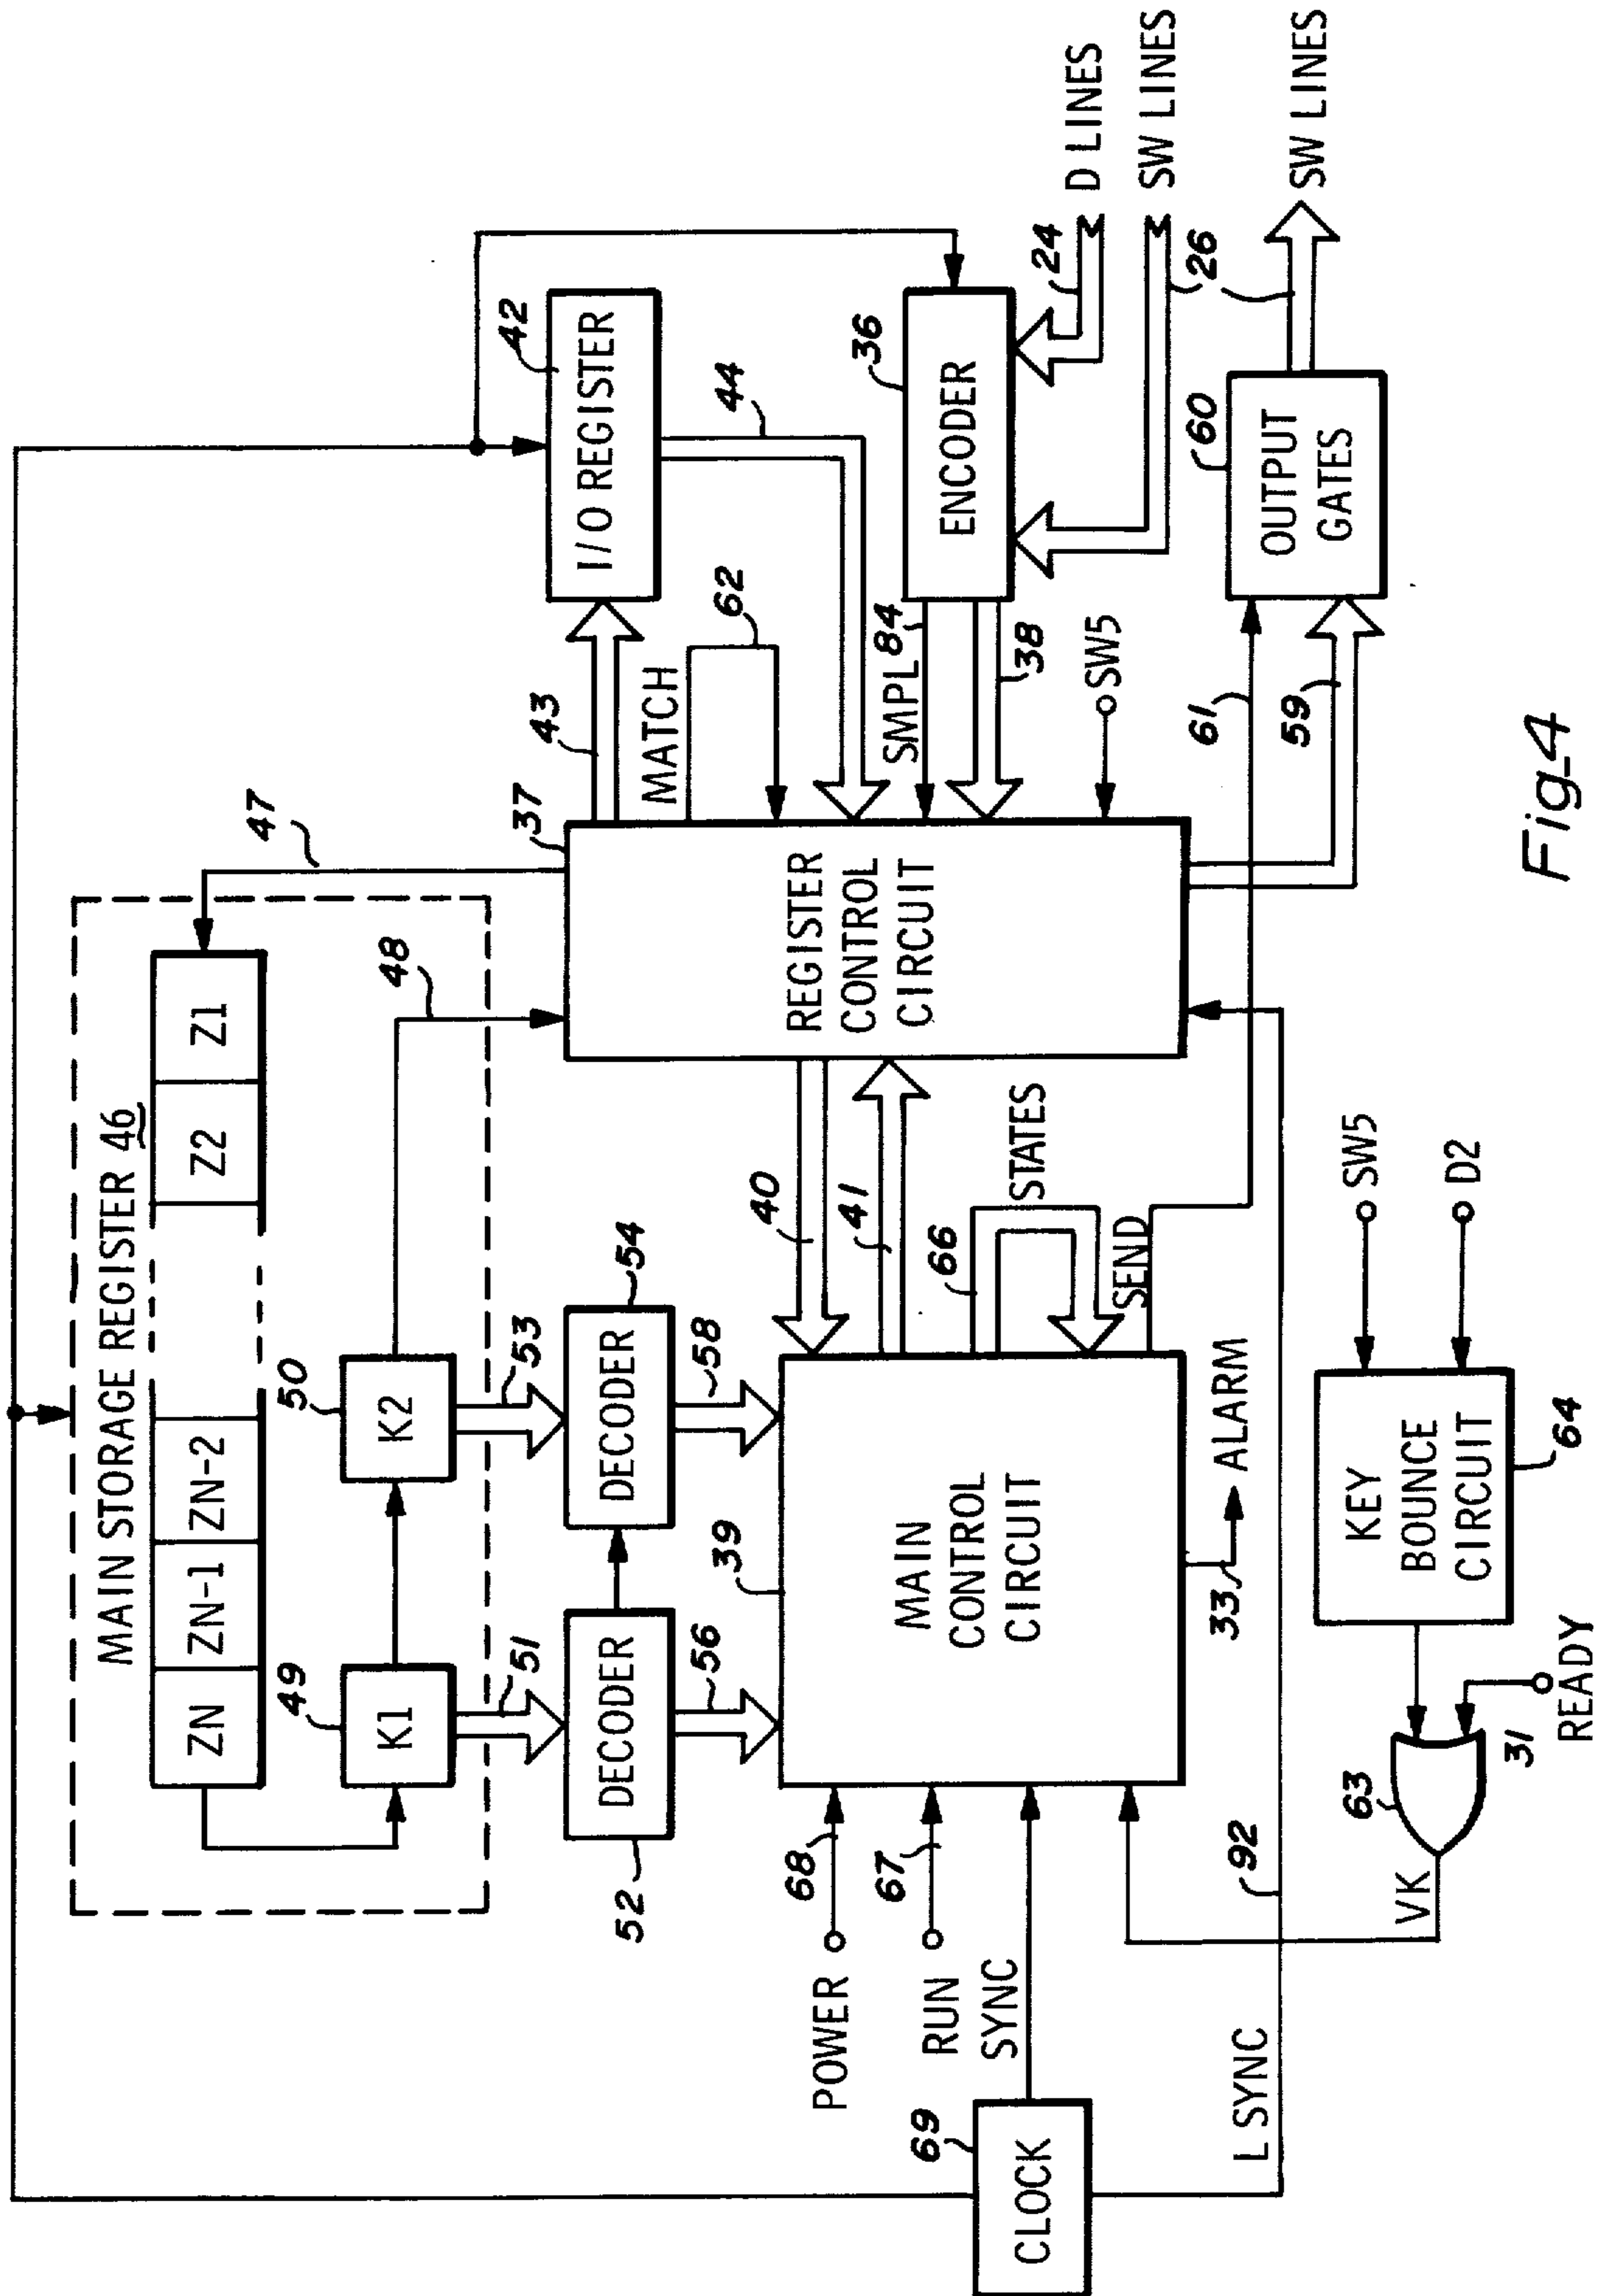 MAIN STORAGE REGISTER 46
ZN
ZN-1
ZN-2
Z2
Z1
47
49
K1
50
K2
48
51
53
52
DECODER
DECODER
54
56
58
37
REGISTER
CONTROL
CIRCUIT
43
MATCH
62
42
I/O REGISTER
44
36
ENCODER
SMPL
84
38
SW5
24
D LINES
SW LINES
26
SW LINES
60
OUTPUT
GATES
61
59
40
41
66
STATES
SEND
39
MAIN
CONTROL
CIRCUIT
33
ALARM
POWER
68
RUN
67
SYNC
69
CLOCK
L SYNC
92
VK
63
31
READY
KEY
BOUNCE
CIRCUIT
64
SW5
D2
Fig_4